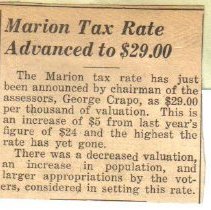 Marion Tax Rate
Advanced to $29.00
The Marion tax rate has just
been announced by chairman of the
assessors, George Crapo, as $29.00
per thousand of valuation. This is
an increase of $5 from last year's
figure of $24 and the highest the
rate has yet gone.
There was a decreased valuation,
an increase in population, and
larger appropriations by the vot-
ers, considered in setting this rate.